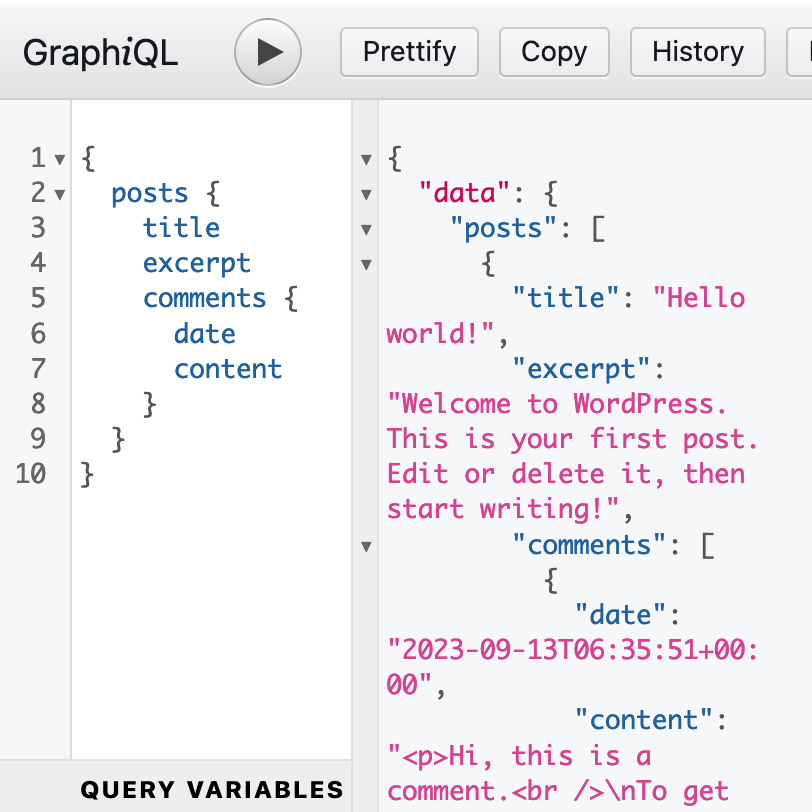 GraphiQL
Prettify
Copy
History
1 {
2 posts {
3 title
4 excerpt
5 comments {
6 date
7 content
8 }
9 }
10 }
{
"data": {
"posts": [
{
"title": "Hello
world!",
"excerpt":
"Welcome to WordPress.
This is your first post.
Edit or delete it, then
start writing!",
"comments": [
{
"date":
"2023-09-13T06:35:51+00:
00",
"content":
"<p>Hi, this is a
comment.<br />\nTo get
QUERY VARIABLES